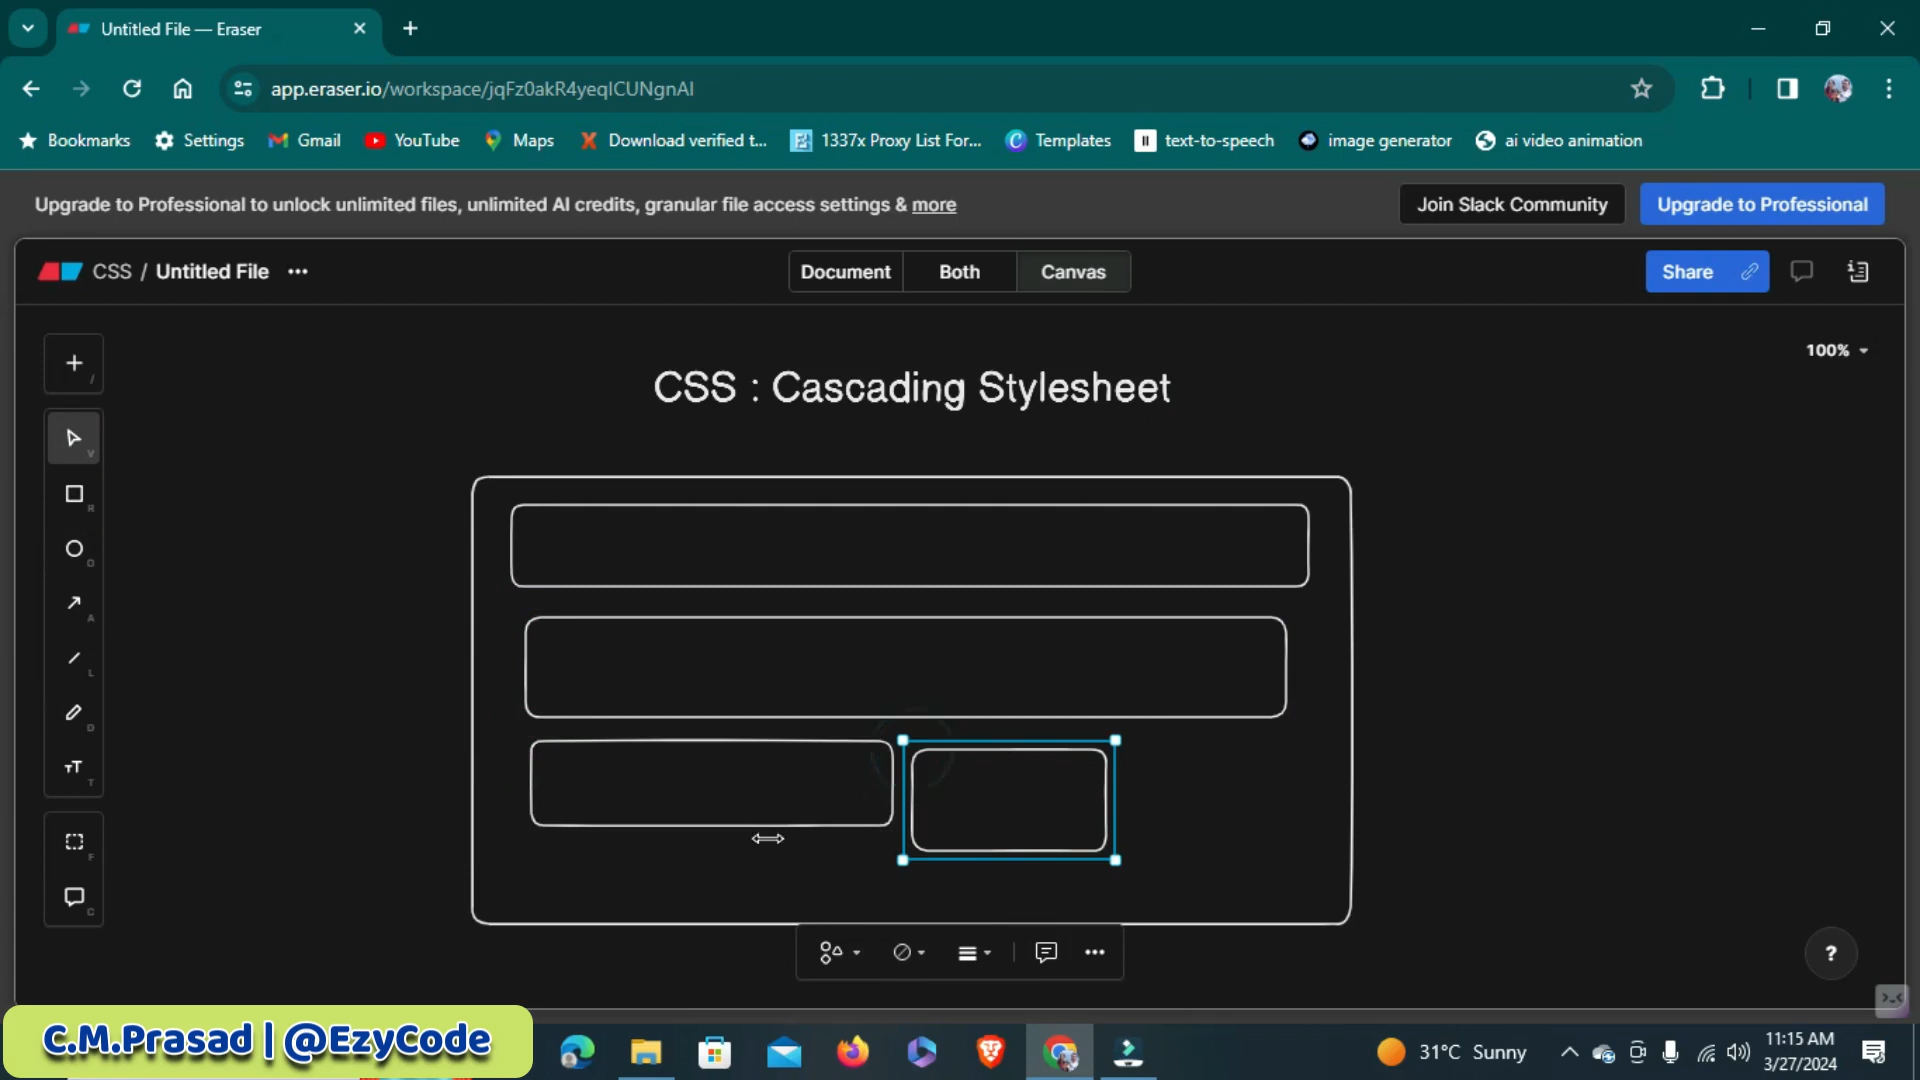 Untitled File — Eraser
app.eraser.io/workspace/jqFz0akR4yeqICUNgnAI
Bookmarks Settings Gmail YouTube Maps Download verified t... 1337x Proxy List For... Templates text-to-speech image generator ai video animation
Upgrade to Professional to unlock unlimited files, unlimited AI credits, granular file access settings & more Join Slack Community Upgrade to Professional
CSS / Untitled File ••• Document Both Canvas Share
100%
CSS : Cascading Stylesheet
/
V
R
O
A
L
D
T
F
C
?
C.M.Prasad | @EzyCode
31°C Sunny
11:15 AM
3/27/2024